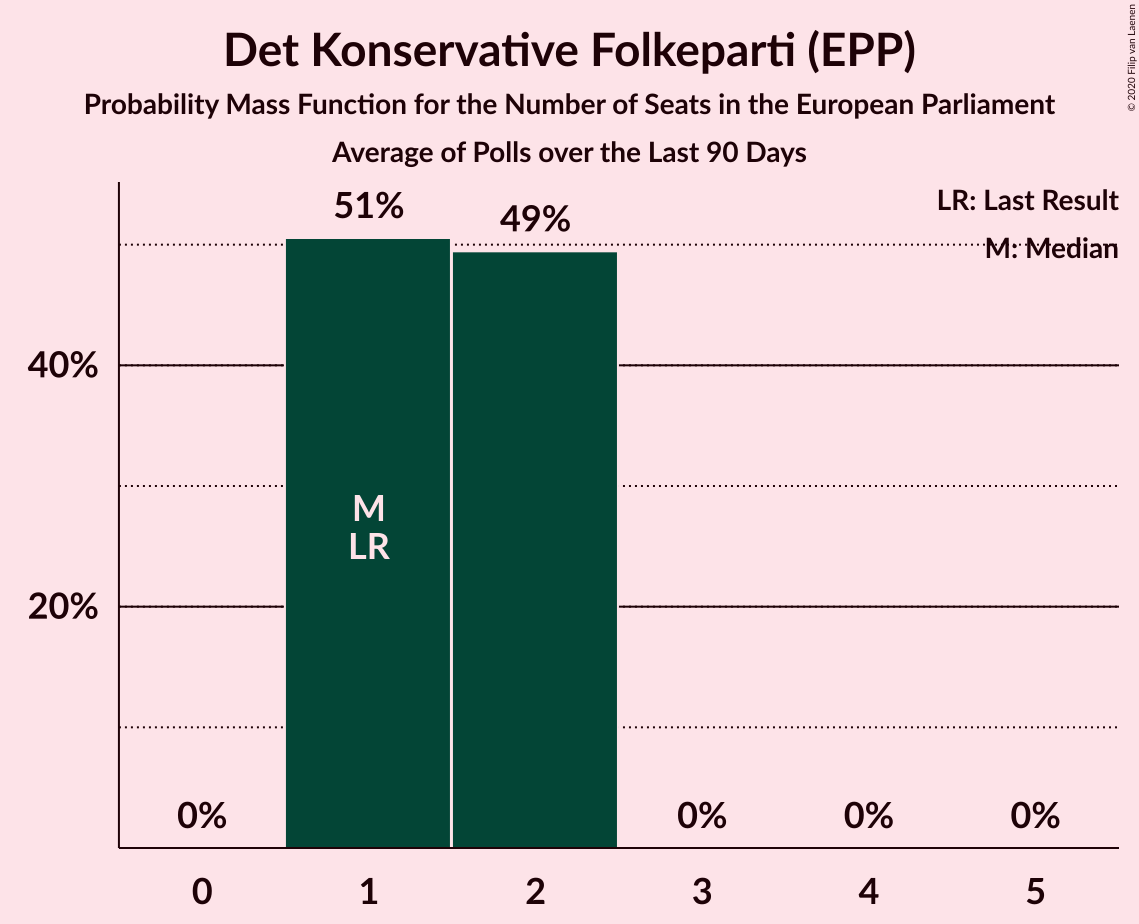 Det Konservative Folkeparti (EPP)
Probability Mass Function for the Number of Seats in the European Parliament
Average of Polls over the Last 90 Days
© 2020 Filip van Laenen
LR: Last Result
M: Median
51%
49%
40%
20%
M
LR
0%
0%
0%
0%
0
1
2
3
4
5